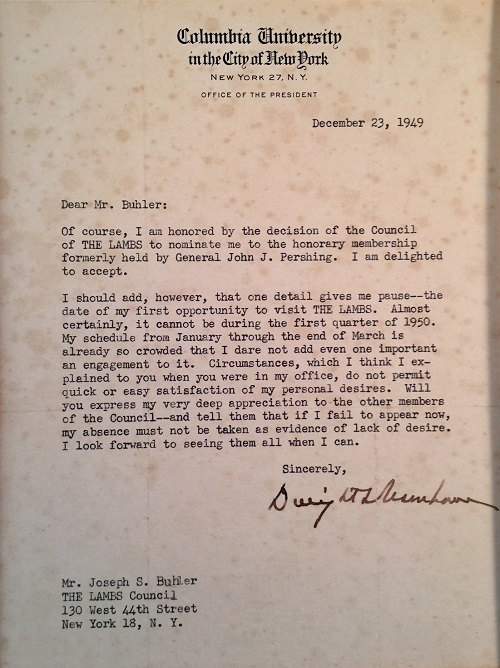 Columbia University
in the City of New York
NEW YORK 27, N. Y.
OFFICE OF THE PRESIDENT
December 23, 1949
Dear Mr. Buhler:
Of course, I am honored by the decision of the Council
of THE LAMBS to nominate me to the honorary membership
formerly held by General John J. Pershing.  I am delighted
to accept.
I should add, however, that one detail gives me pause--the
date of my first opportunity to visit THE LAMBS.  Almost
certainly, it cannot be during the first quarter of 1950.
My schedule from January through the end of March is
already so crowded that I dare not add even one important
an engagement to it.  Circumstances, which I think I ex-
plained to you when you were in my office, do not permit
quick or easy satisfaction of my personal desires.  Will
you express my very deep appreciation to the other members
of the Council--and tell them that if I fail to appear now,
my absence must not be taken as evidence of lack of desire.
I look forward to seeing them all when I can.
Sincerely,
Dwight D Eisenhower
Mr. Joseph S. Buhler
THE LAMBS Council
130 West 44th Street
New York 18, N. Y.